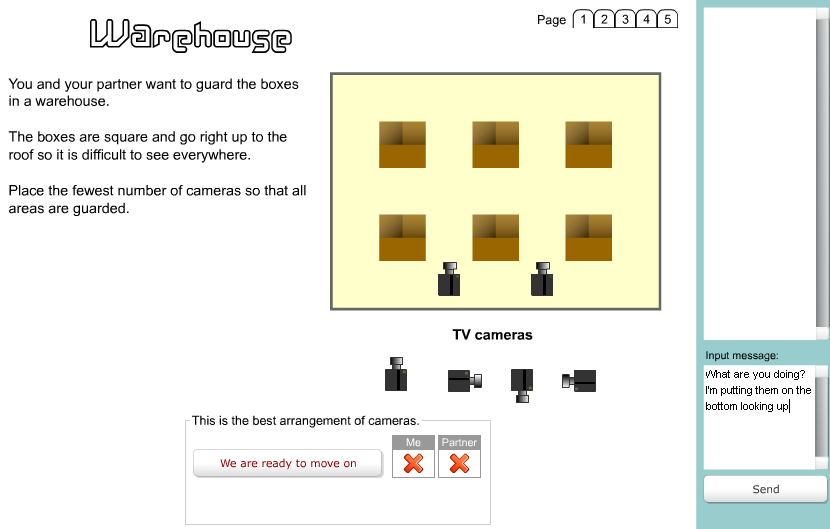 Warehouse
Page 1 2 3 4 5
You and your partner want to guard the boxes
in a warehouse.
The boxes are square and go right up to the
roof so it is difficult to see everywhere.
Place the fewest number of cameras so that all
areas are guarded.
TV cameras
This is the best arrangement of cameras.
We are ready to move on
Me
Partner
Input message:
What are you doing?
I'm putting them on the
bottom looking up
Send